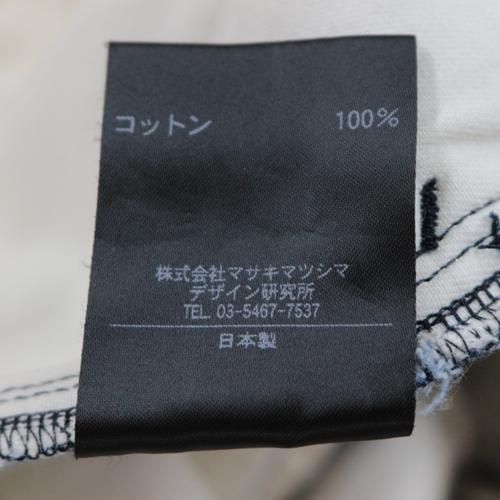 コットン 100%
株式会社マサキマツシマ
デザイン研究所
TEL. 03-5467-7537
日本製